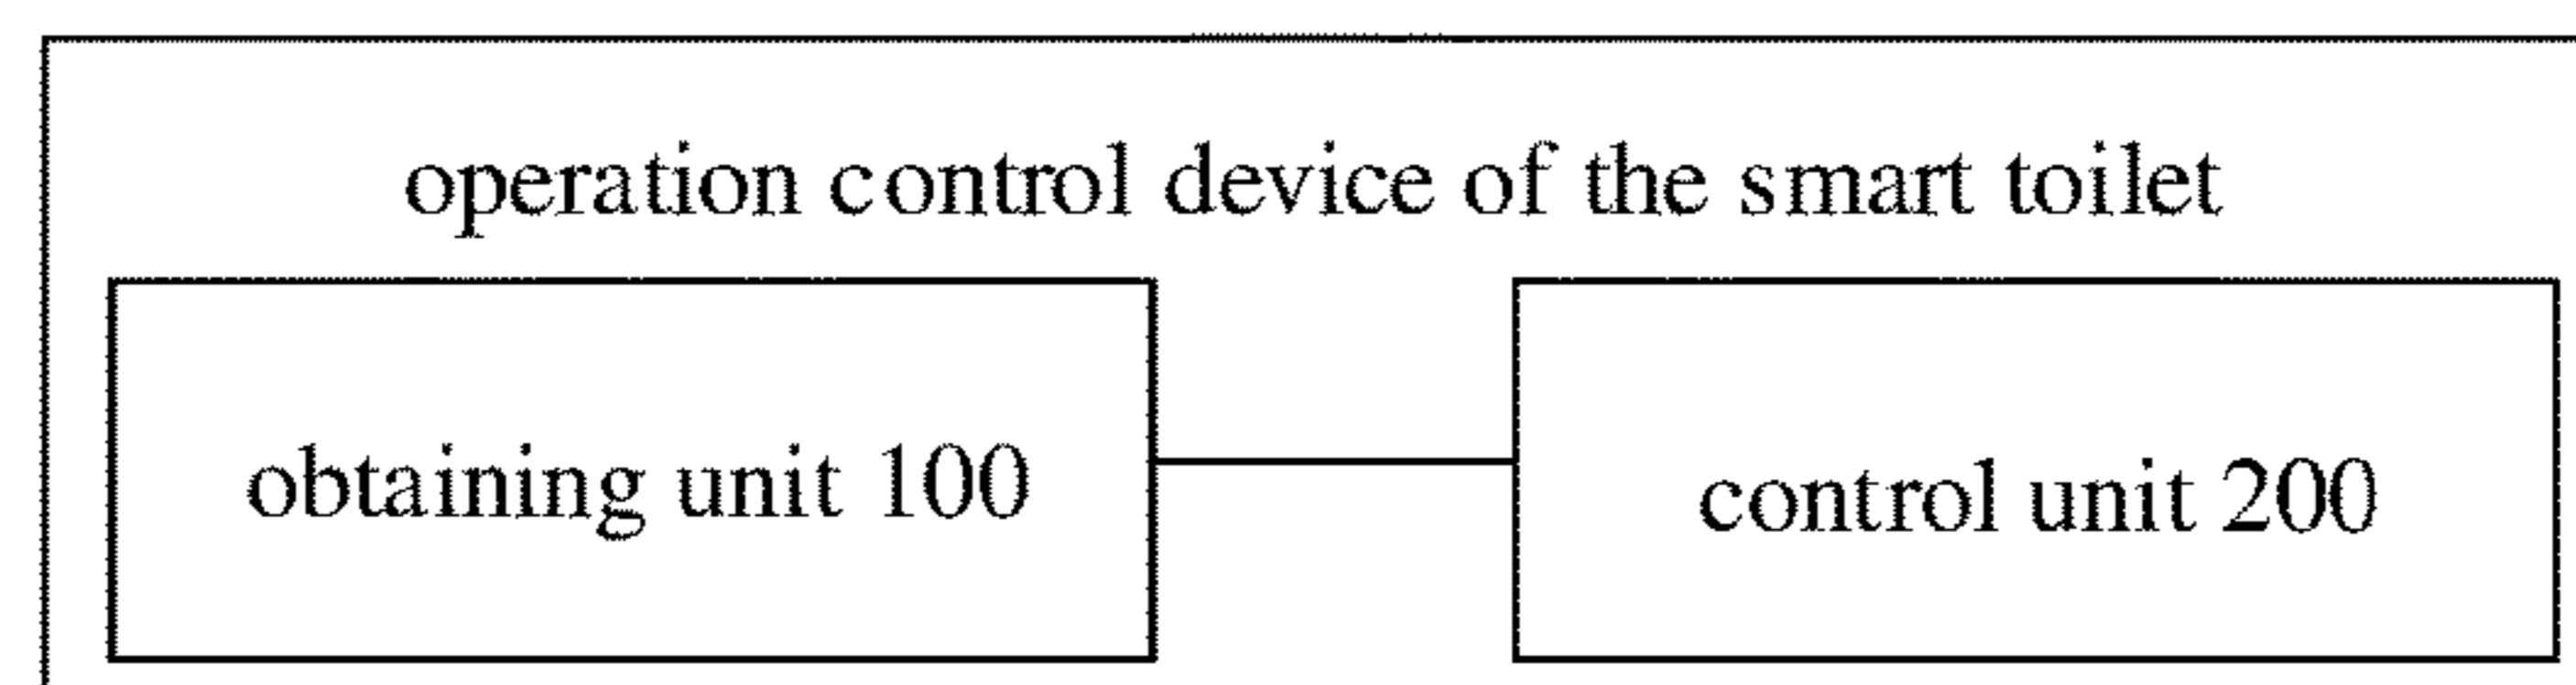 operation control device of the smart toilet
obtaining unit 100
control unit 200